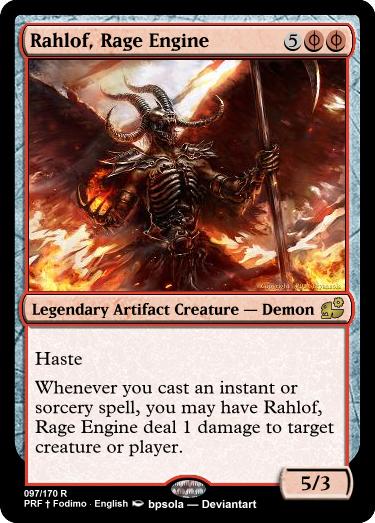 Rahlof, Rage Engine 5
Legendary Artifact Creature — Demon
Haste
Whenever you cast an instant or
sorcery spell, you may have Rahlof,
Rage Engine deal 1 damage to target
creature or player.
5/3
097/170 R
PRF † Fodimo · English bpsola — Deviantart